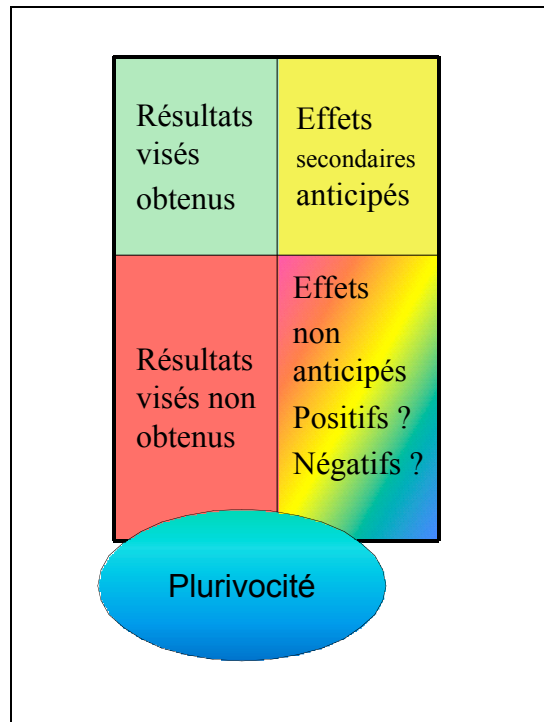 Résultats
visés
obtenus
Effets
secondaires
anticipés
Résultats
visés non
obtenus
Effets
non
anticipés
Positifs ?
Négatifs ?
Plurivocité